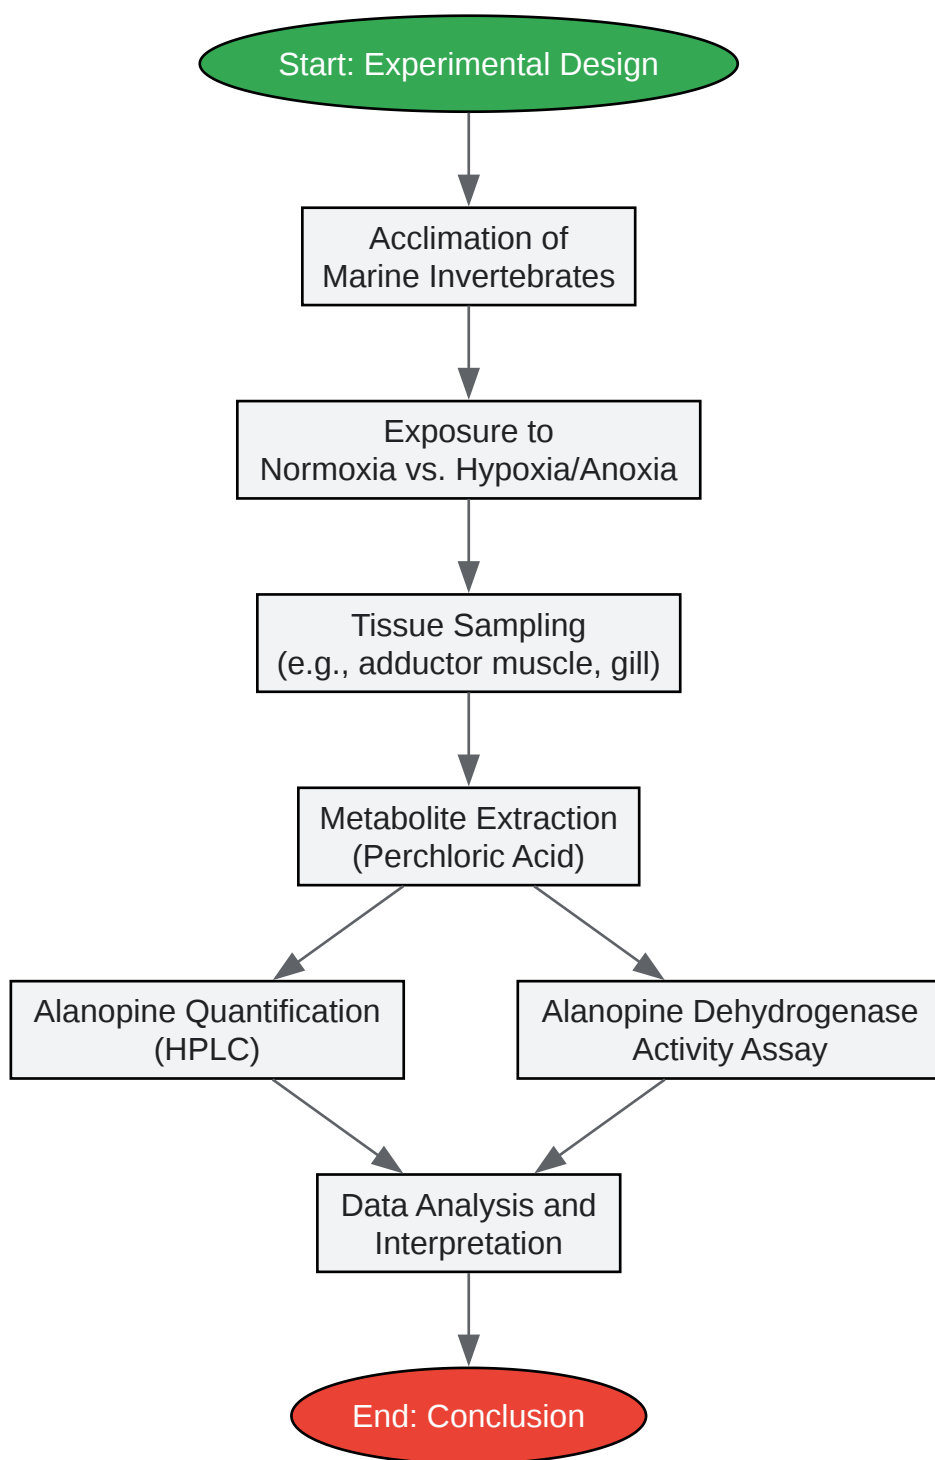 Start: Experimental Design
Acclimation of
Marine Invertebrates
Exposure to
Normoxia vs. Hypoxia/Anoxia
Tissue Sampling
(e.g., adductor muscle, gill)
Metabolite Extraction
(Perchloric Acid)
Alanopine Quantification
(HPLC)
Alanopine Dehydrogenase
Activity Assay
Data Analysis and
Interpretation
End: Conclusion